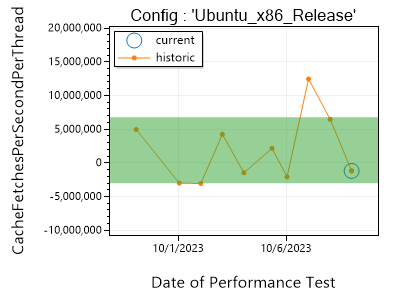 Config : 'Ubuntu_x86_Release'
CacheFetchesPerSecondPerThread
20,000,000
15,000,000
10,000,000
5,000,000
0
-5,000,000
-10,000,000
current
historic
10/1/2023
10/6/2023
Date of Performance Test